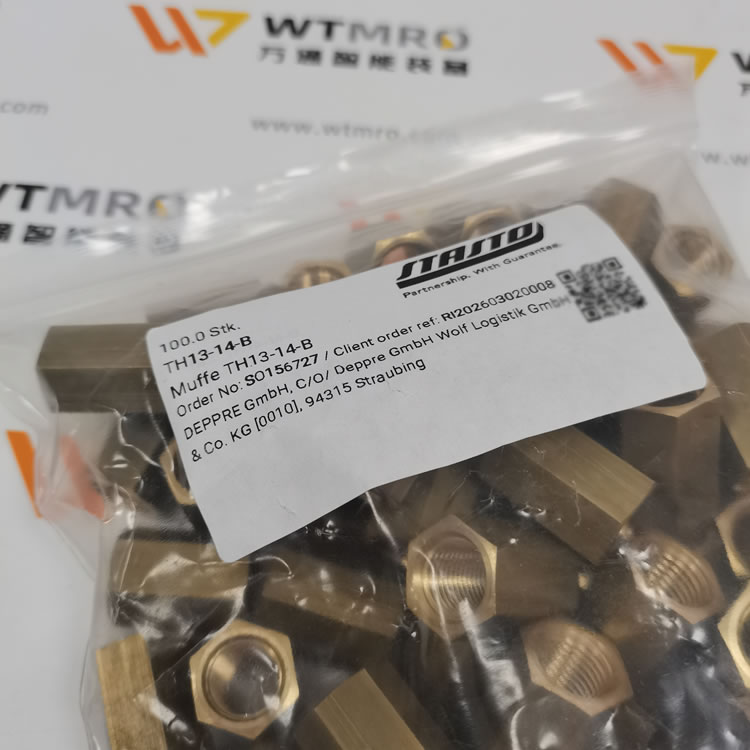 WTMRO
万通智能装备
www.wtmro.com
WTMRO
STASTO
Partnership. With Guarantee.
100.0 Stk.
TH13-14-B
Muffe TH13-14-B
Order No: SO156727 / Client order ref: RI202603020008
DEPPRE GmbH, C/O/ Deppre GmbH Wolf Logistik GmbH
& Co. KG [0010], 94315 Straubing